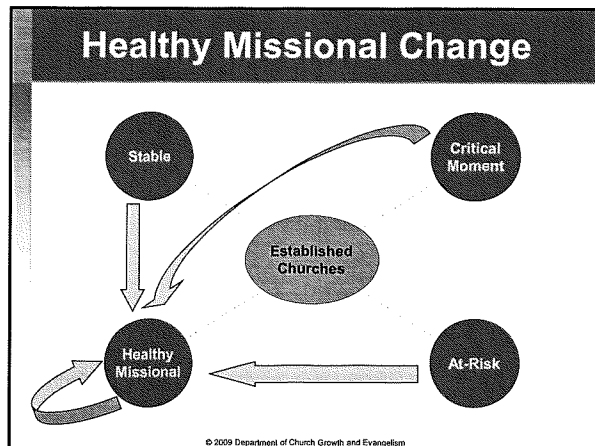 Healthy Missional Change
Stable
Critical
Moment
Established
Churches
Healthy
Missional
At-Risk
© 2009 Department of Church Growth and Evangelism